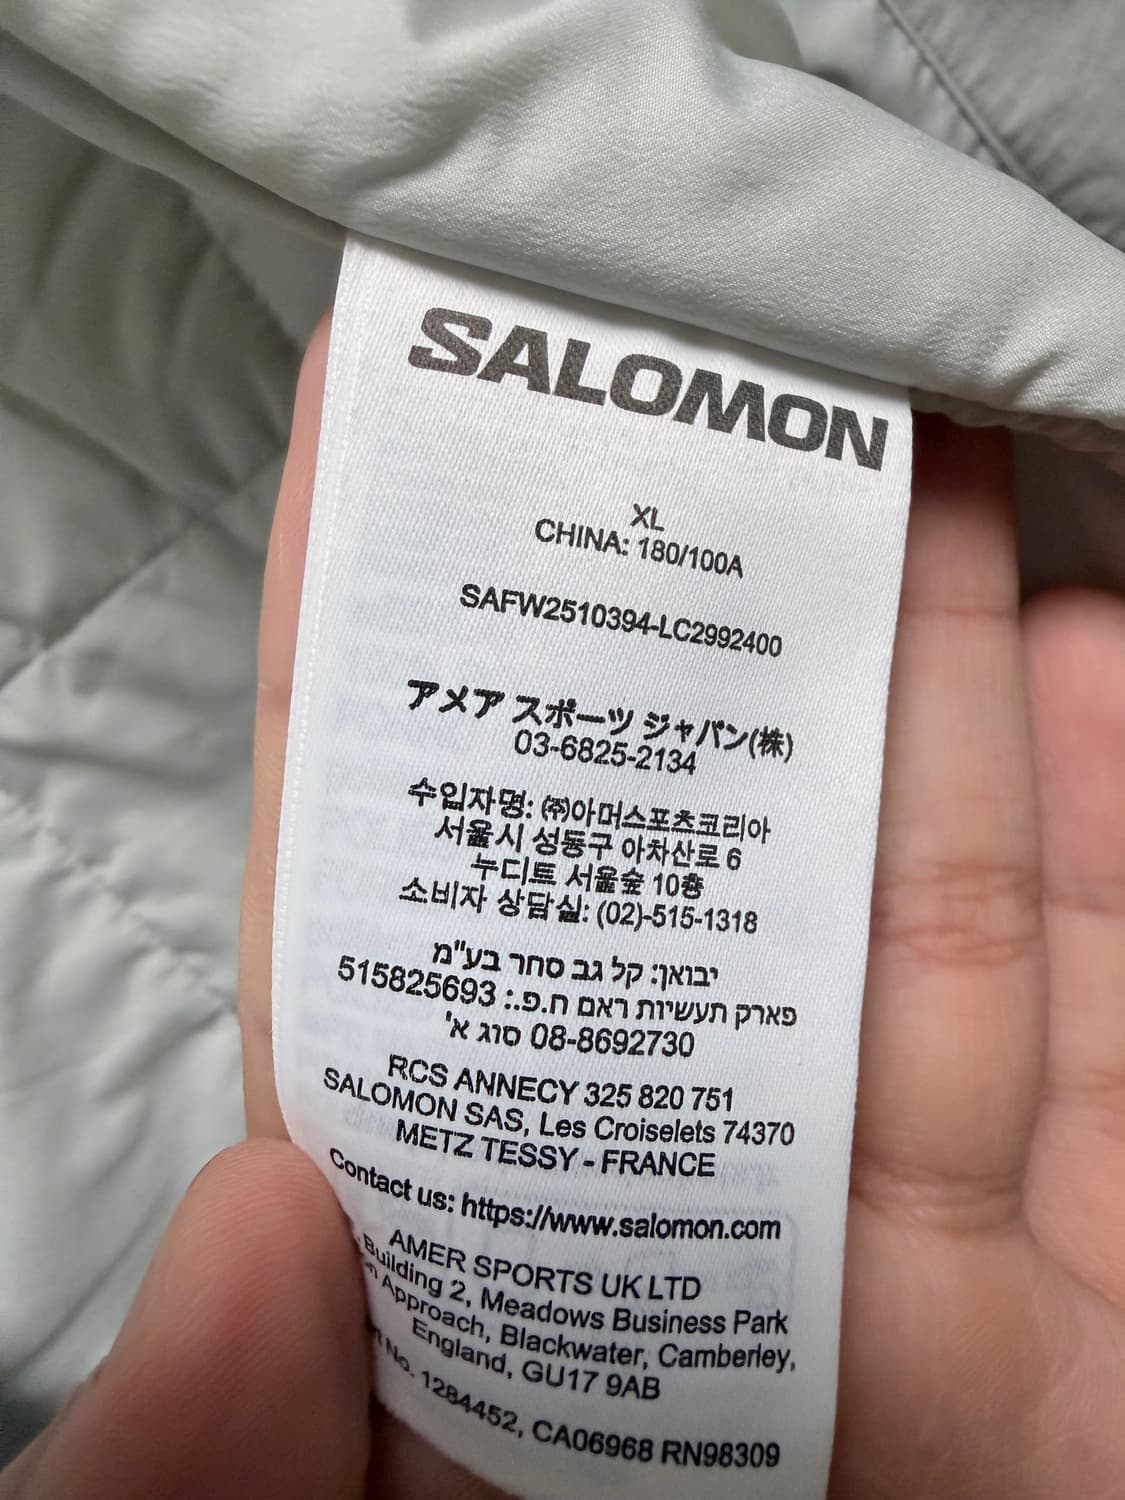 SALOMON
XL
CHINA: 180/100A
SAFW2510394-LC2992400
アメア スポーツ ジャパン(株)
03-6825-2134
수입자명: ㈜아머스포츠코리아
서울시 성동구 아차산로 6
누디트 서울숲 10층
소비자 상담실: (02)-515-1318
יבואן: קל גב סחר בע"מ
פארק תעשיות ראם ח.פ.: 515825693
08-8692730 סוג א'
RCS ANNECY 325 820 751
SALOMON SAS, Les Croiselets 74370
METZ TESSY - FRANCE
Contact us: https://www.salomon.com
AMER SPORTS UK LTD
Building 2, Meadows Business Park
Approach, Blackwater, Camberley,
England, GU17 9AB
No. 1284452, CA06968 RN98309